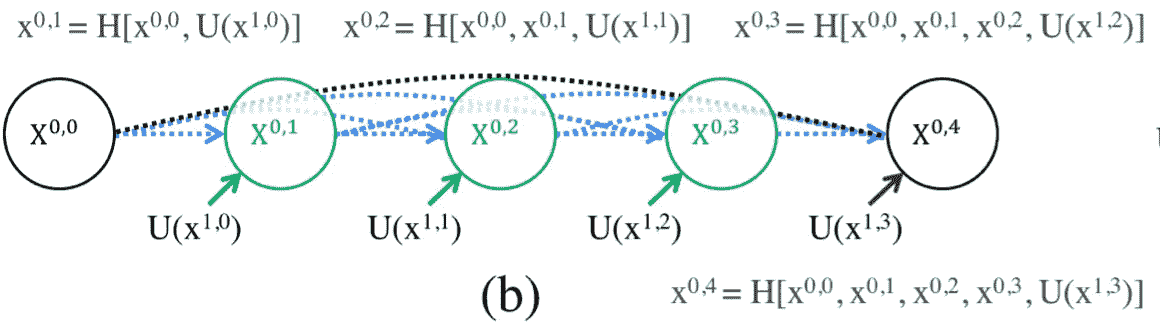 x^{0,1} = H[x^{0,0}, U(x^{1,0})] x^{0,2} = H[x^{0,0}, x^{0,1}, U(x^{1,1})] x^{0,3} = H[x^{0,0}, x^{0,1}, x^{0,2}, U(x^{1,2})]
X^{0,0} X^{0,1} X^{0,2} X^{0,3} X^{0,4}
U(x^{1,0}) U(x^{1,1}) U(x^{1,2}) U(x^{1,3})
(b) x^{0,4} = H[x^{0,0}, x^{0,1}, x^{0,2}, x^{0,3}, U(x^{1,3})]